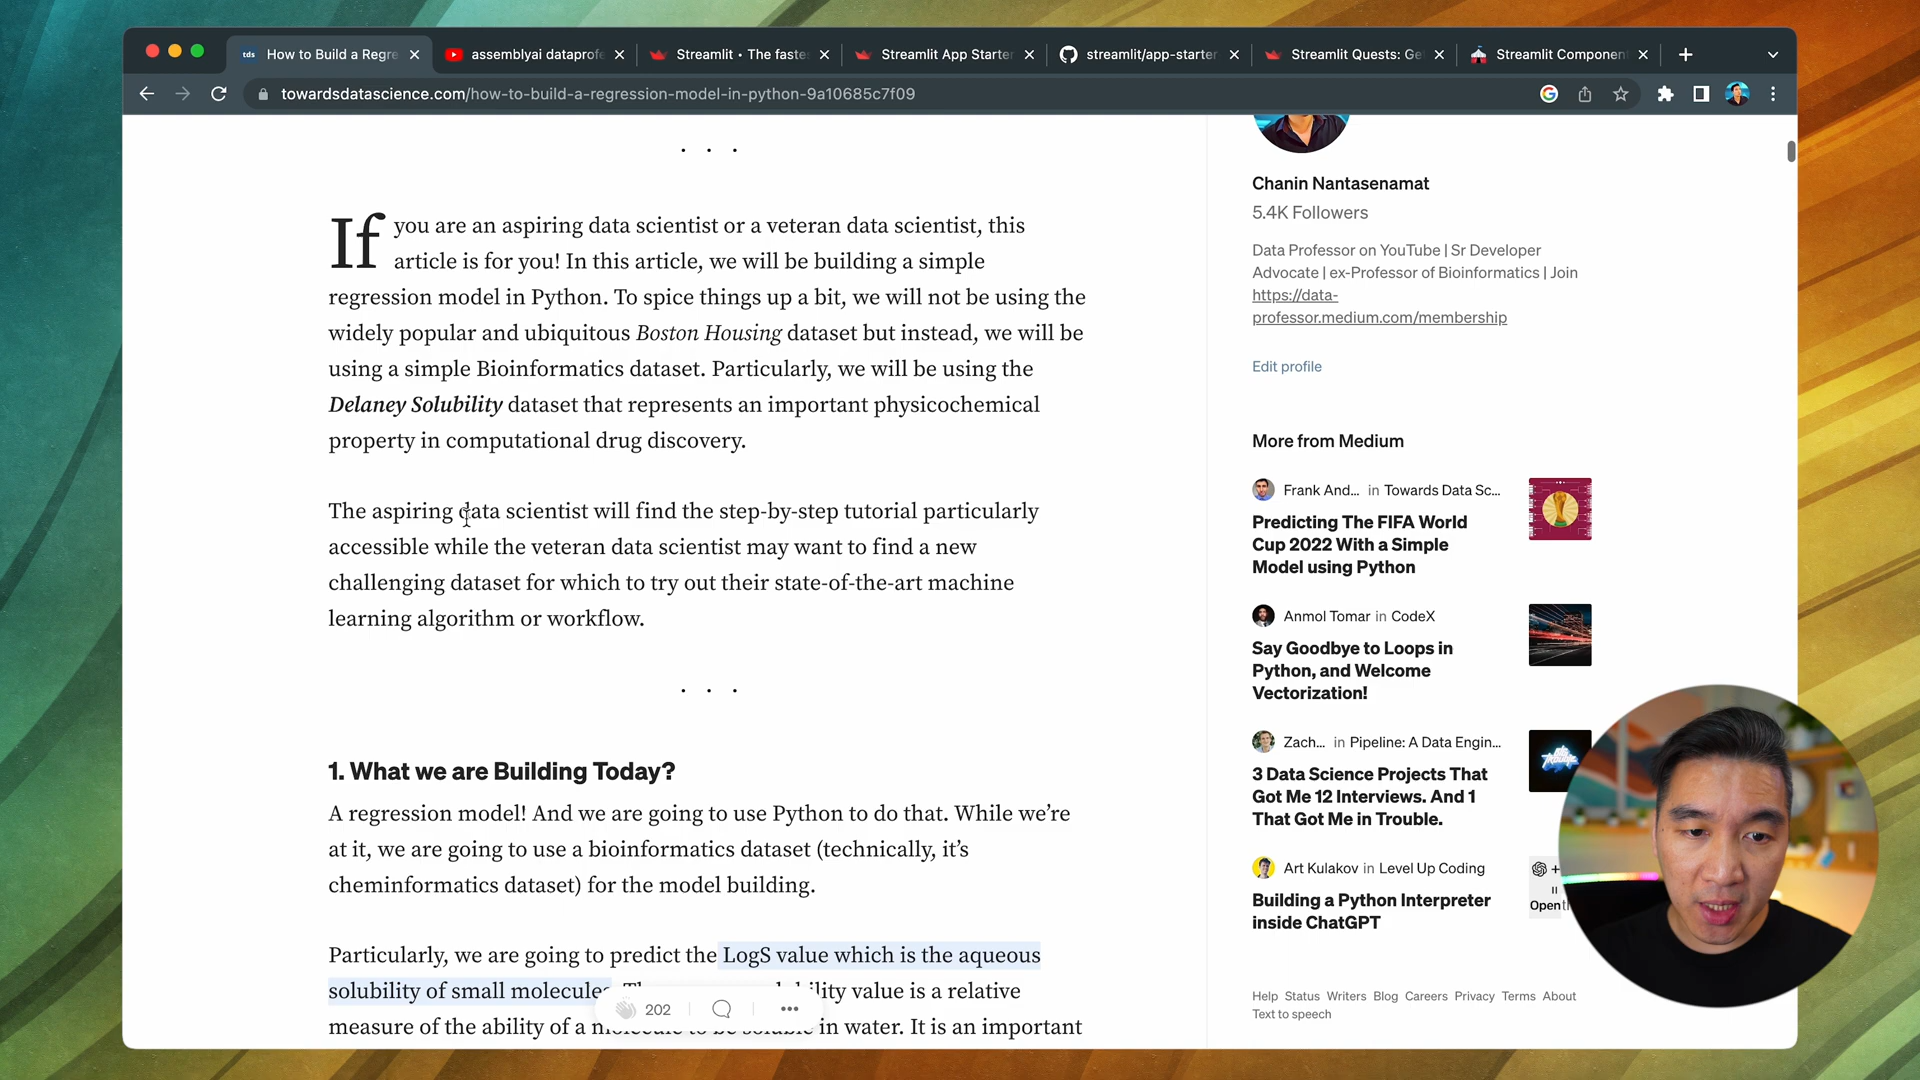 tds How to Build a Regre
assemblyai dataprofe
Streamlit • The faste
Streamlit App Starter
streamlit/app-starter
Streamlit Quests: Ge
Streamlit Componen
towardsdatascience.com/how-to-build-a-regression-model-in-python-9a10685c7f09
. . .
If you are an aspiring data scientist or a veteran data scientist, this
article is for you! In this article, we will be building a simple
regression model in Python. To spice things up a bit, we will not be using the
widely popular and ubiquitous Boston Housing dataset but instead, we will be
using a simple Bioinformatics dataset. Particularly, we will be using the
Delaney Solubility dataset that represents an important physicochemical
property in computational drug discovery.
The aspiring data scientist will find the step-by-step tutorial particularly
accessible while the veteran data scientist may want to find a new
challenging dataset for which to try out their state-of-the-art machine
learning algorithm or workflow.
. . .
1. What we are Building Today?
A regression model! And we are going to use Python to do that. While we’re
at it, we are going to use a bioinformatics dataset (technically, it’s
cheminformatics dataset) for the model building.
Particularly, we are going to predict the LogS value which is the aqueous
solubility of small molecules value is a relative
measure of the ability of a in water. It is an important
202
Chanin Nantasenamat
5.4K Followers
Data Professor on YouTube | Sr Developer
Advocate | ex-Professor of Bioinformatics | Join
https://data-
professor.medium.com/membership
Edit profile
More from Medium
Frank And... in Towards Data Sc...
Predicting The FIFA World
Cup 2022 With a Simple
Model using Python
Anmol Tomar in CodeX
Say Goodbye to Loops in
Python, and Welcome
Vectorization!
Zach... in Pipeline: A Data Engin...
3 Data Science Projects That
Got Me 12 Interviews. And 1
That Got Me in Trouble.
Art Kulakov in Level Up Coding
Building a Python Interpreter
inside ChatGPT
Help Status Writers Blog Careers Privacy Terms About
Text to speech